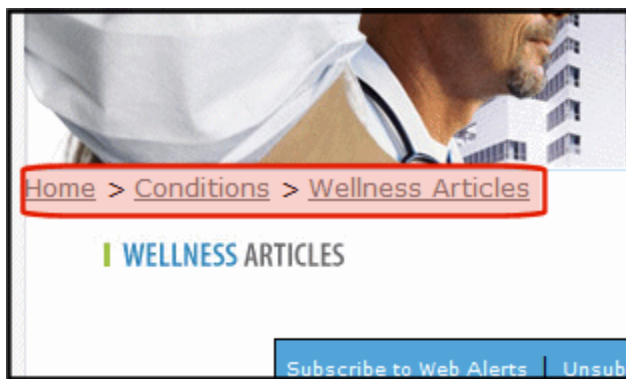 Home > Conditions > Wellness Articles
WELLNESS ARTICLES
Subscribe to Web Alerts |